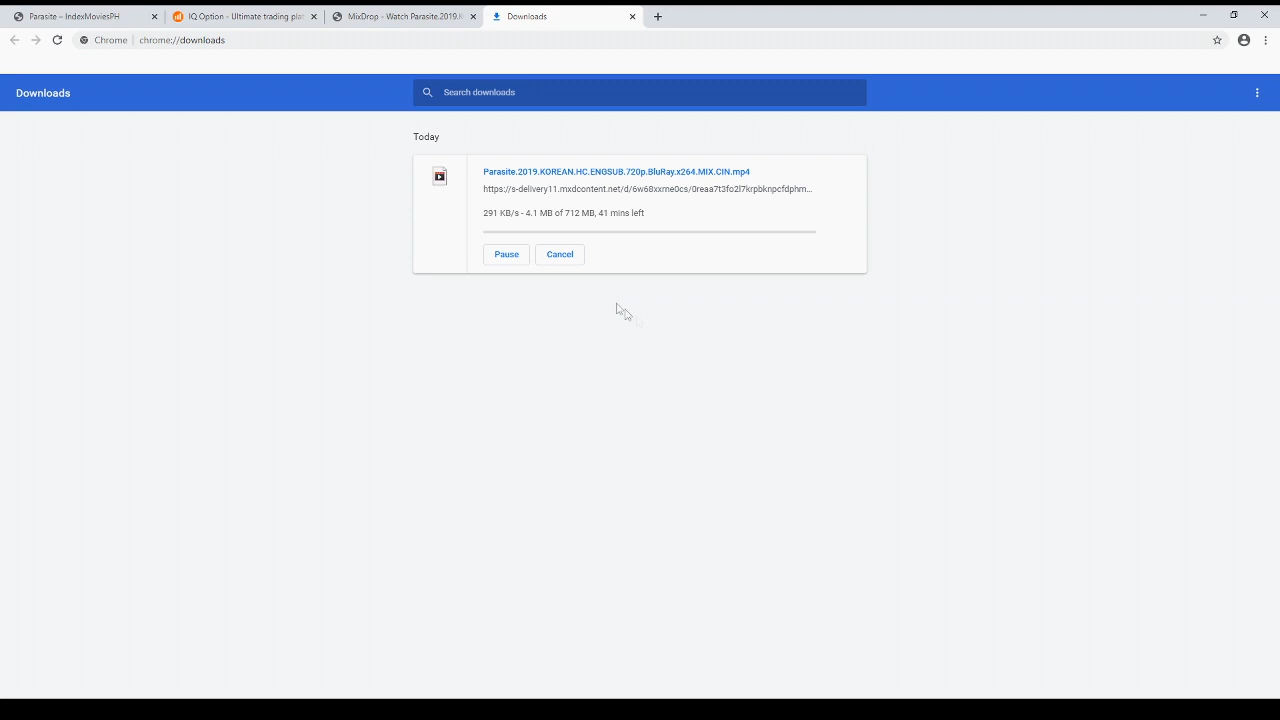 Parasite – IndexMoviesPH
IQ Option - Ultimate trading plat
MixDrop - Watch Parasite.2019.K
Downloads
Chrome | chrome://downloads
Downloads
Search downloads
Today
Parasite.2019.KOREAN.HC.ENGSUB.720p.BluRay.x264.MIX.CIN.mp4
https://s-delivery11.mxdcontent.net/d/6w68xxrne0cs/0reaa7t3fo2l7krpbknpcfdphm...
291 KB/s - 4.1 MB of 712 MB, 41 mins left
Pause
Cancel